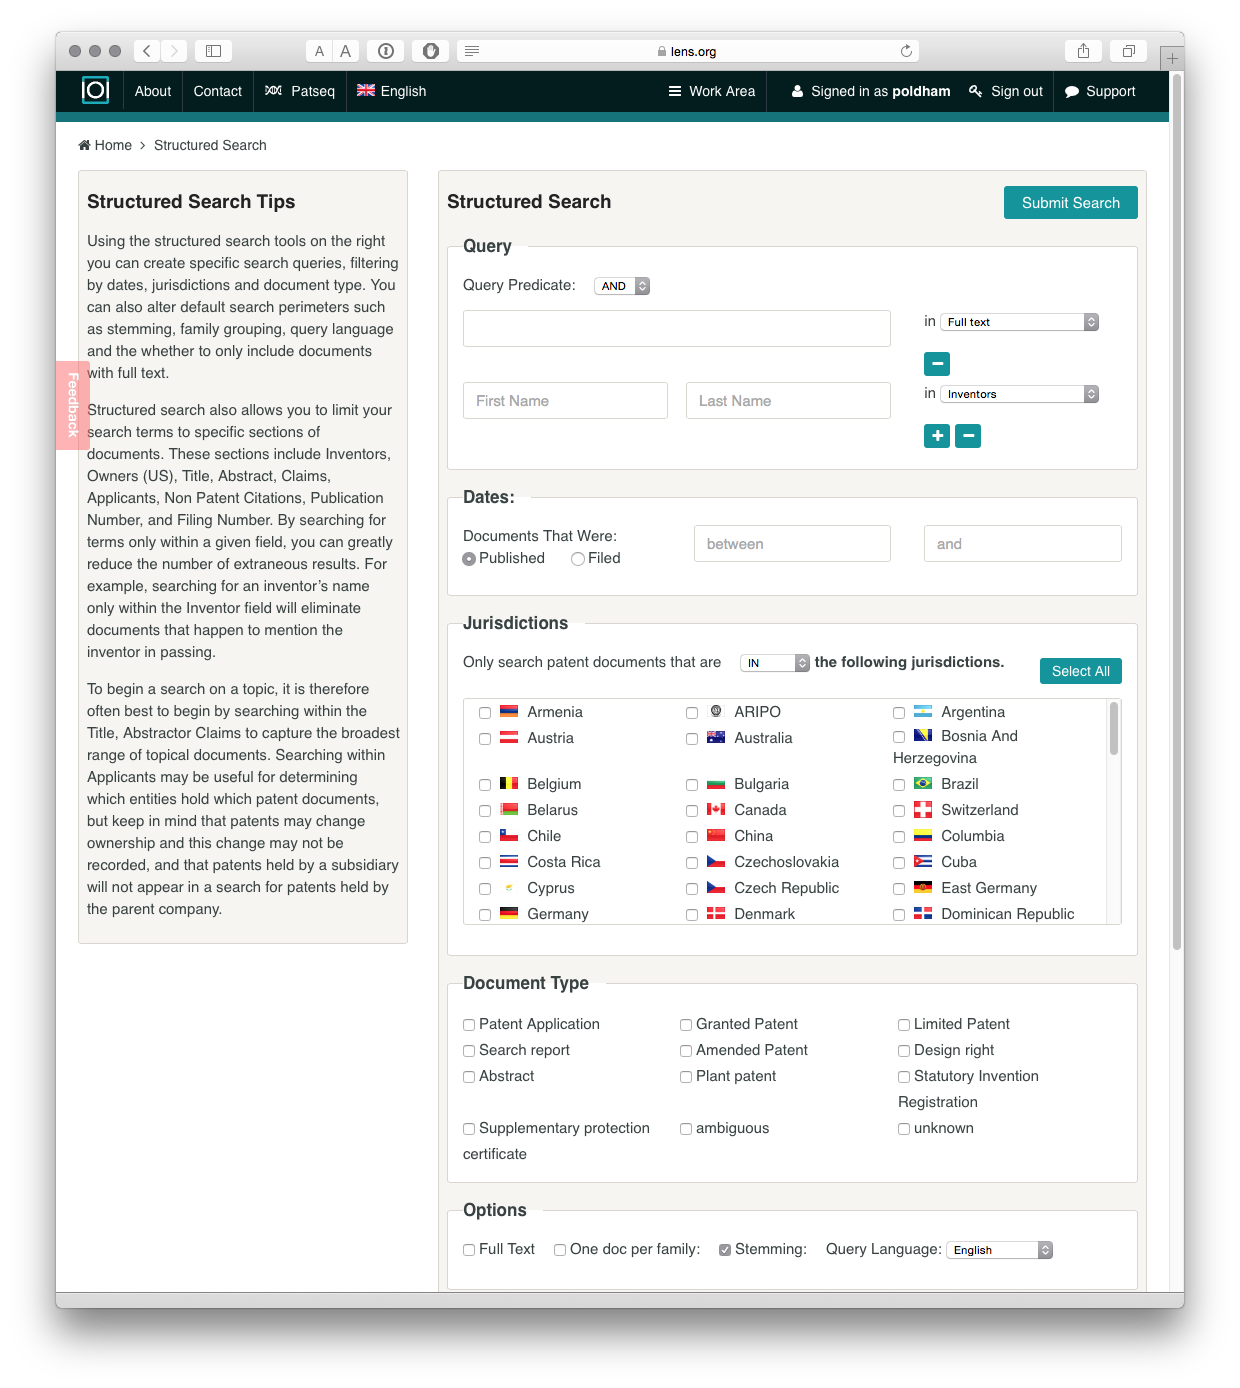 A A
lens.org
About Contact Patseq English Work Area Signed in as poldham Sign out Support
Home > Structured Search
Structured Search Tips
Using the structured search tools on the right
you can create specific search queries, filtering
by dates, jurisdictions and document type. You
can also alter default search perimeters such
as stemming, family grouping, query language
and the whether to only include documents
with full text.
Feedback
Structured search also allows you to limit your
search terms to specific sections of
documents. These sections include Inventors,
Owners (US), Title, Abstract, Claims,
Applicants, Non Patent Citations, Publication
Number, and Filing Number. By searching for
terms only within a given field, you can greatly
reduce the number of extraneous results. For
example, searching for an inventor's name
only within the Inventor field will eliminate
documents that happen to mention the
inventor in passing.
To begin a search on a topic, it is therefore
often best to begin by searching within the
Title, Abstractor Claims to capture the broadest
range of topical documents. Searching within
Applicants may be useful for determining
which entities hold which patent documents,
but keep in mind that patents may change
ownership and this change may not be
recorded, and that patents held by a subsidiary
will not appear in a search for patents held by
the parent company.
Structured Search Submit Search
Query
Query Predicate: AND
in Full text
First Name Last Name in Inventors
Dates:
Documents That Were:
Published Filed between and
Jurisdictions
Only search patent documents that are IN the following jurisdictions. Select All
Armenia ARIPO Argentina
Austria Australia Bosnia And
Herzegovina
Belgium Bulgaria Brazil
Belarus Canada Switzerland
Chile China Columbia
Costa Rica Czechoslovakia Cuba
Cyprus Czech Republic East Germany
Germany Denmark Dominican Republic
Document Type
Patent Application Granted Patent Limited Patent
Search report Amended Patent Design right
Abstract Plant patent Statutory Invention
Registration
Supplementary protection ambiguous unknown
certificate
Options
Full Text One doc per family: Stemming: Query Language: English